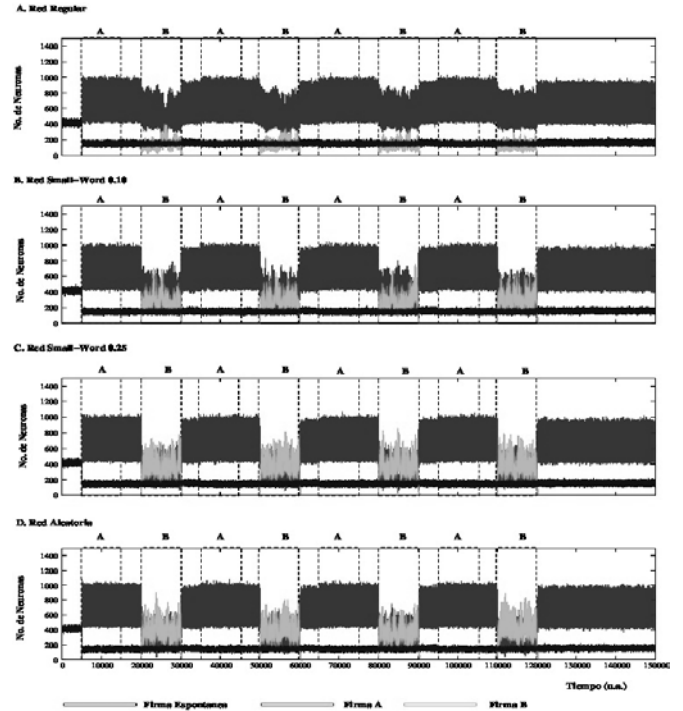 A. Red Regular
A B A B A B A B
1400
1200
1000
800
600
400
200
0
No. de Neuronas
B. Red Small-Word 0.10
A B A B A B A B
1400
1200
1000
800
600
400
200
0
No. de Neuronas
C. Red Small-Word 0.25
A B A B A B A B
1400
1200
1000
800
600
400
200
0
No. de Neuronas
D. Red Aleatoria
A B A B A B A B
1400
1200
1000
800
600
400
200
0
No. de Neuronas
0 10000 20000 30000 40000 50000 60000 70000 80000 90000 100000 110000 120000 130000 140000 150000
Tiempo (u.a.)
Firma Espontanea Firma A Firma B